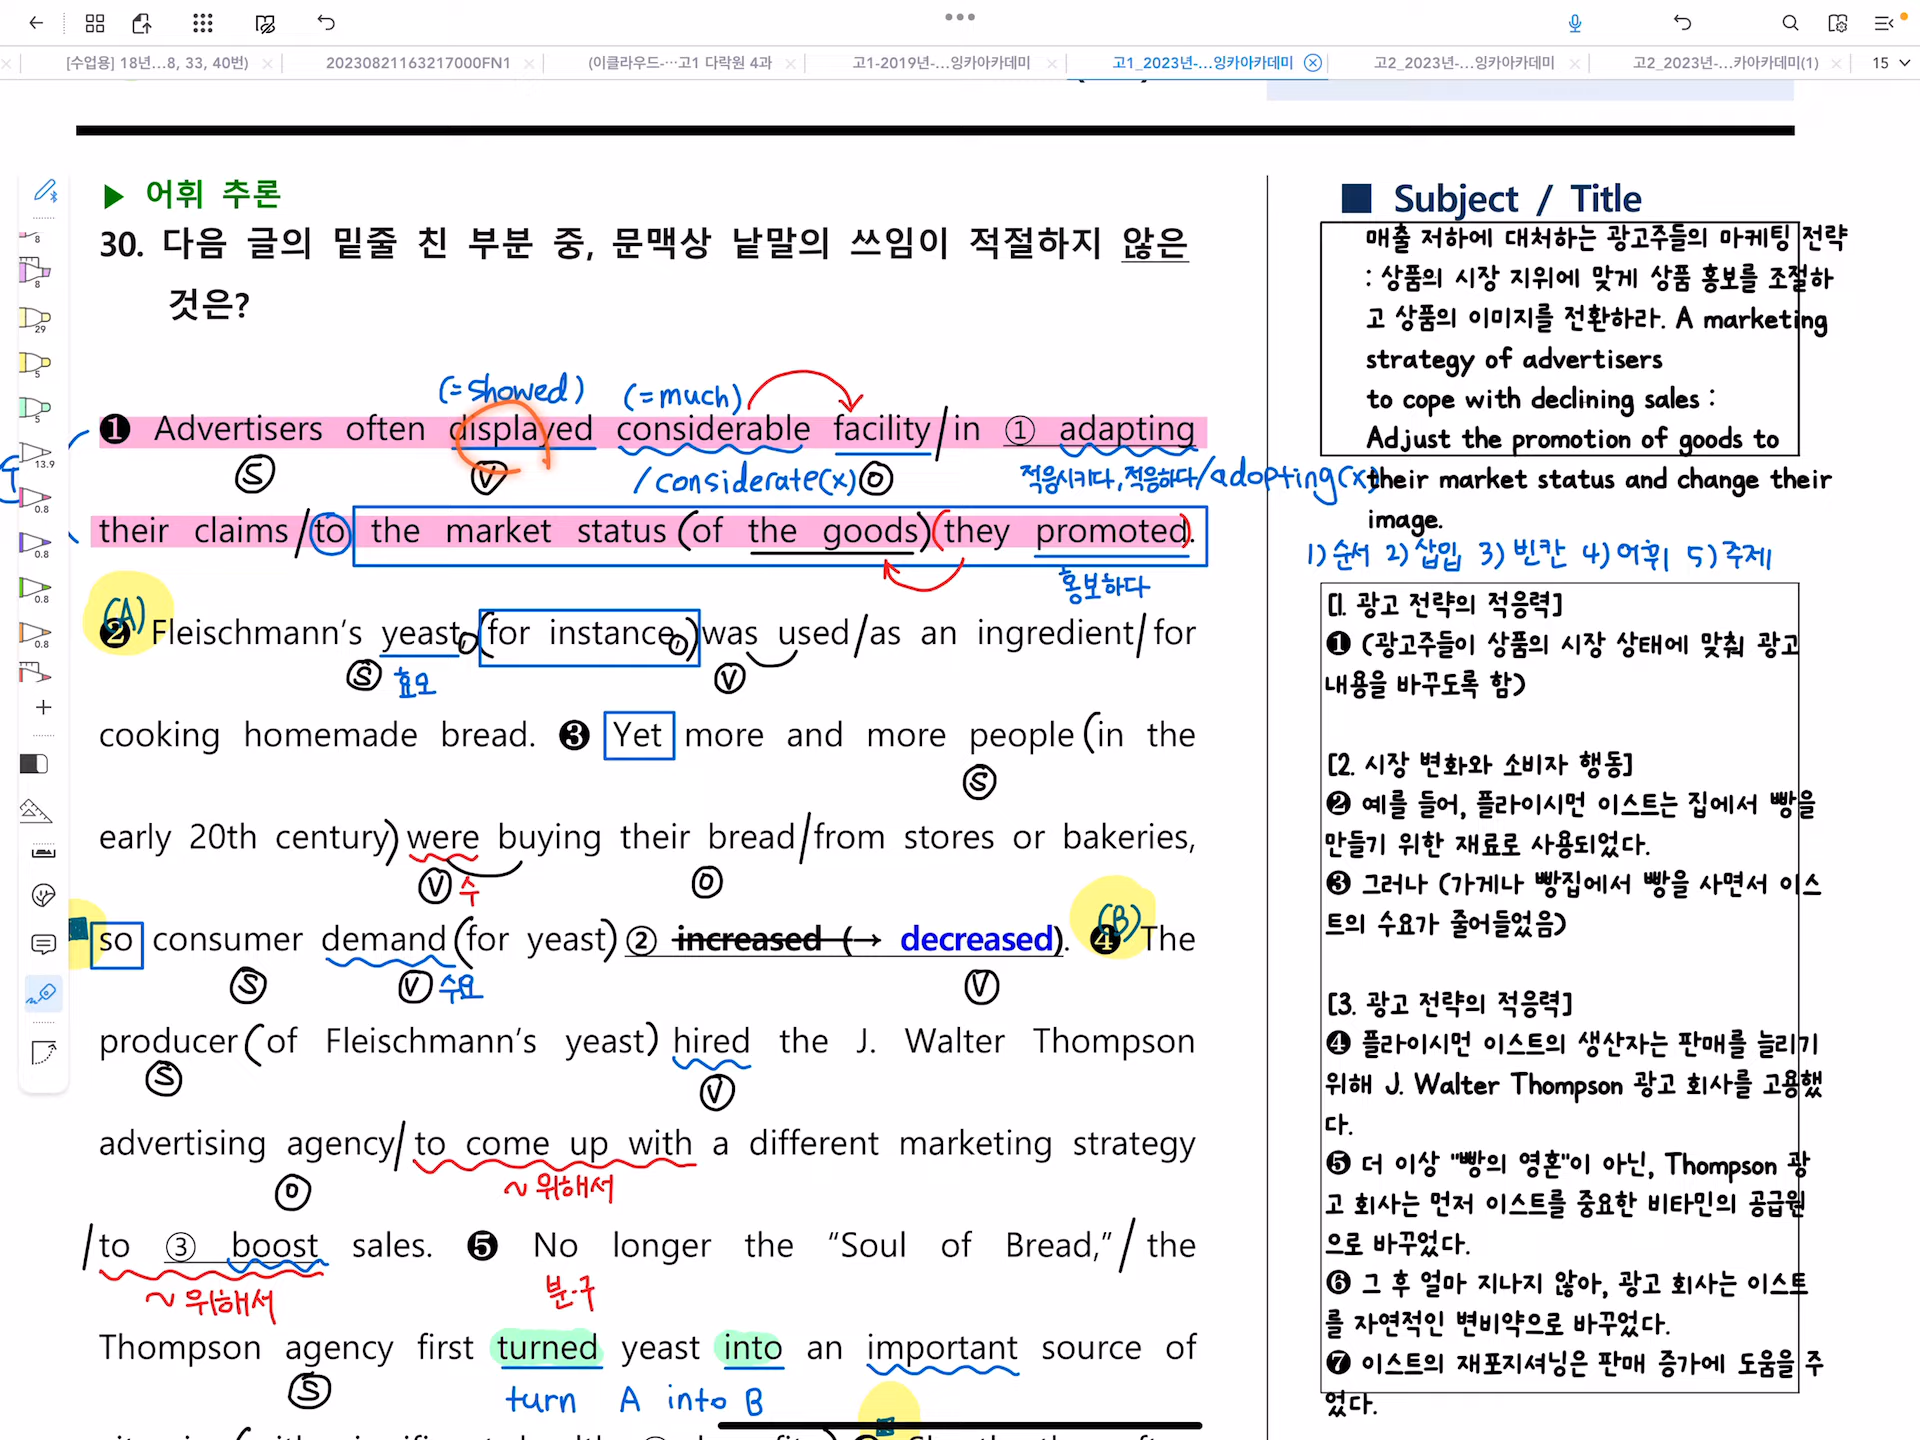 [수업용] 18년...8, 33, 40번)
20230821163217000FN1
(이클라우드-...고1 다락원 4과
고1-2019년-...잉카아카데미
고1_2023년-...잉카아카데미
고2_2023년-...잉카아카데미
고2_2023년-...카아카데미(1)
15
▶ 어휘 추론
30. 다음 글의 밑줄 친 부분 중, 문맥상 낱말의 쓰임이 적절하지 않은
것은?
(=showed) (=much)
❶ Advertisers often displayed considerable facility/in ① adapting
S V /considerate(x) O 적응시키다, 적응하다/adopting(x)
their claims/to the market status (of the goods)(they promoted).
홍보하다
(A)
❷ Fleischmann's yeast, (for instance,) was used/as an ingredient/for
S 효모 V
cooking homemade bread. ❸ Yet more and more people (in the
S
early 20th century) were buying their bread/from stores or bakeries,
V 수 O
(B)
so consumer demand (for yeast) ② increased (→ decreased). ❹ The
S V 수요 V
producer (of Fleischmann's yeast) hired the J. Walter Thompson
S V
advertising agency/to come up with a different marketing strategy
O ~위해서
/to ③ boost sales. ❺ No longer the "Soul of Bread,"/the
~위해서 분·구
Thompson agency first turned yeast into an important source of
S turn A into B
■ Subject / Title
매출 저하에 대처하는 광고주들의 마케팅 전략
: 상품의 시장 지위에 맞게 상품 홍보를 조절하
고 상품의 이미지를 전환하라. A marketing
strategy of advertisers
to cope with declining sales :
Adjust the promotion of goods to
their market status and change their
image.
1) 순서 2) 삽입 3) 빈칸 4) 어휘 5) 주제
[1. 광고 전략의 적응력]
❶ (광고주들이 상품의 시장 상태에 맞춰 광고
내용을 바꾸도록 함)
[2. 시장 변화와 소비자 행동]
❷ 예를 들어, 플라이시먼 이스트는 집에서 빵을
만들기 위한 재료로 사용되었다.
❸ 그러나 (가게나 빵집에서 빵을 사면서 이스
트의 수요가 줄어들었음)
[3. 광고 전략의 적응력]
❹ 플라이시먼 이스트의 생산자는 판매를 늘리기
위해 J. Walter Thompson 광고 회사를 고용했
다.
❺ 더 이상 "빵의 영혼"이 아닌, Thompson 광
고 회사는 먼저 이스트를 중요한 비타민의 공급원
으로 바꾸었다.
❻ 그 후 얼마 지나지 않아, 광고 회사는 이스트
를 자연적인 변비약으로 바꾸었다.
❼ 이스트의 재포지셔닝은 판매 증가에 도움을 주
었다.